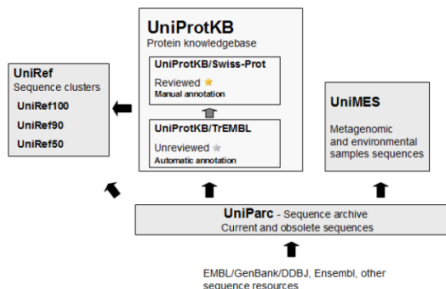 UniProtKB
Protein knowledgebase
UniProtKB/Swiss-Prot
Reviewed
Manual annotation
UniProtKB/TrEMBL
Unreviewed
Automatic annotation
UniRef
Sequence clusters
UniRef100
UniRef90
UniRef50
UniMES
Metagenomic
and environmental
samples sequences
UniParc - Sequence archive
Current and obsolete sequences
EMBL/GenBank/DDBJ, Ensembl, other
sequence resources